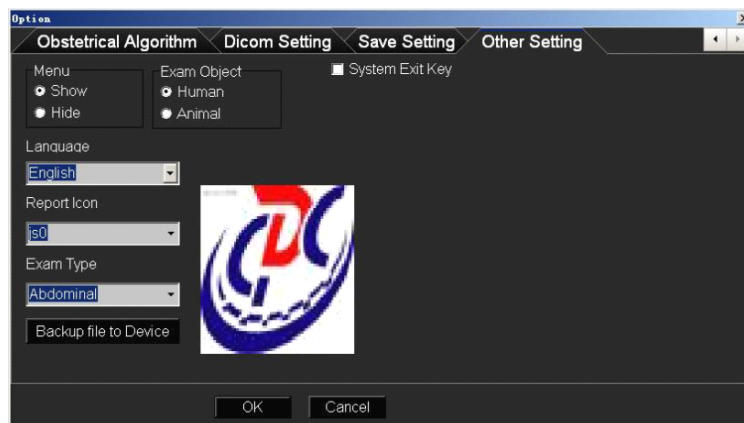 Option
Obstetrical Algorithm Dicom Setting Save Setting Other Setting
Menu
Show
Hide
Exam Object
Human
Animal
System Exit Key
Language
English
Report Icon
js0
Exam Type
Abdominal
Backup file to Device
OK Cancel